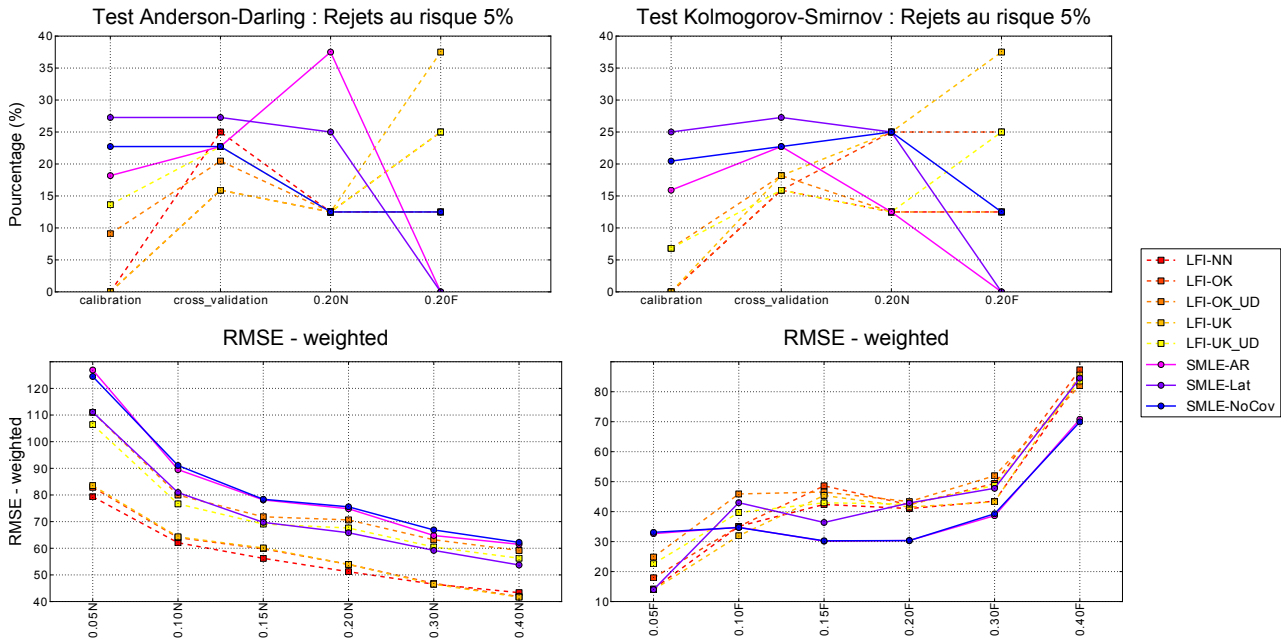 Test Anderson-Darling : Rejets au risque 5%
Pourcentage (%)
40
35
30
25
20
15
10
5
0
calibration
cross_validation
0.20N
0.20F
Test Kolmogorov-Smirnov : Rejets au risque 5%
40
35
30
25
20
15
10
5
0
calibration
cross_validation
0.20N
0.20F
LFI-NN
LFI-OK
LFI-OK_UD
LFI-UK
LFI-UK_UD
SMLE-AR
SMLE-Lat
SMLE-NoCov
RMSE - weighted
RMSE - weighted
120
110
100
90
80
70
60
50
40
0.05N
0.10N
0.15N
0.20N
0.30N
0.40N
RMSE - weighted
90
80
70
60
50
40
30
20
10
0.05F
0.10F
0.15F
0.20F
0.30F
0.40F